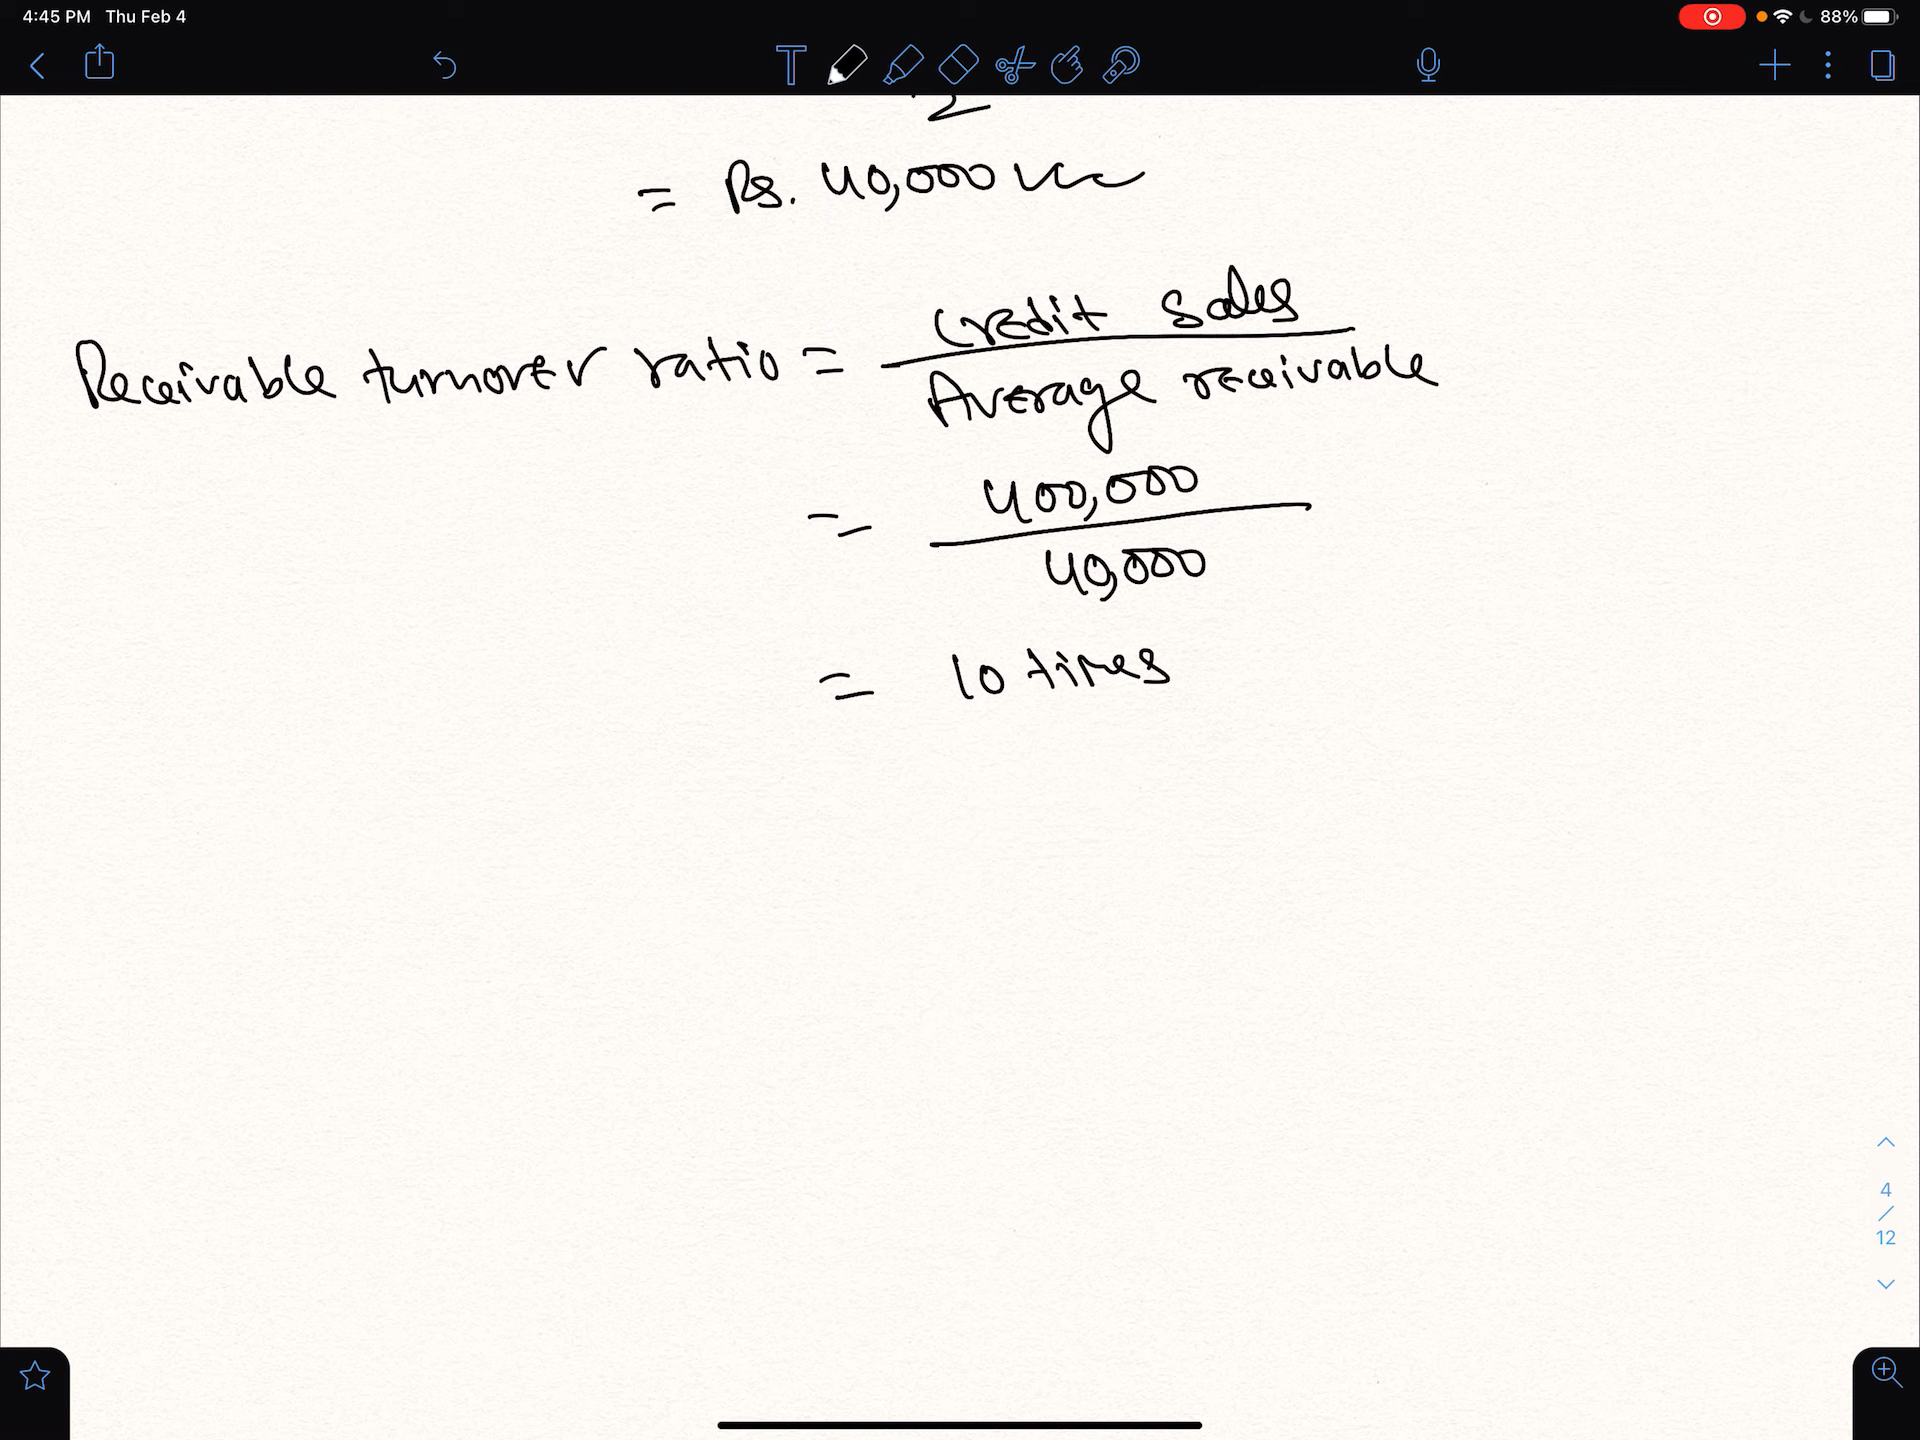 4:45 PM Thu Feb 4
88%
T
2
= Rs. 40,000
Receivable turnover ratio = Credit sales
Average receivable
= 400,000
40,000
= 10 times
4
/
12